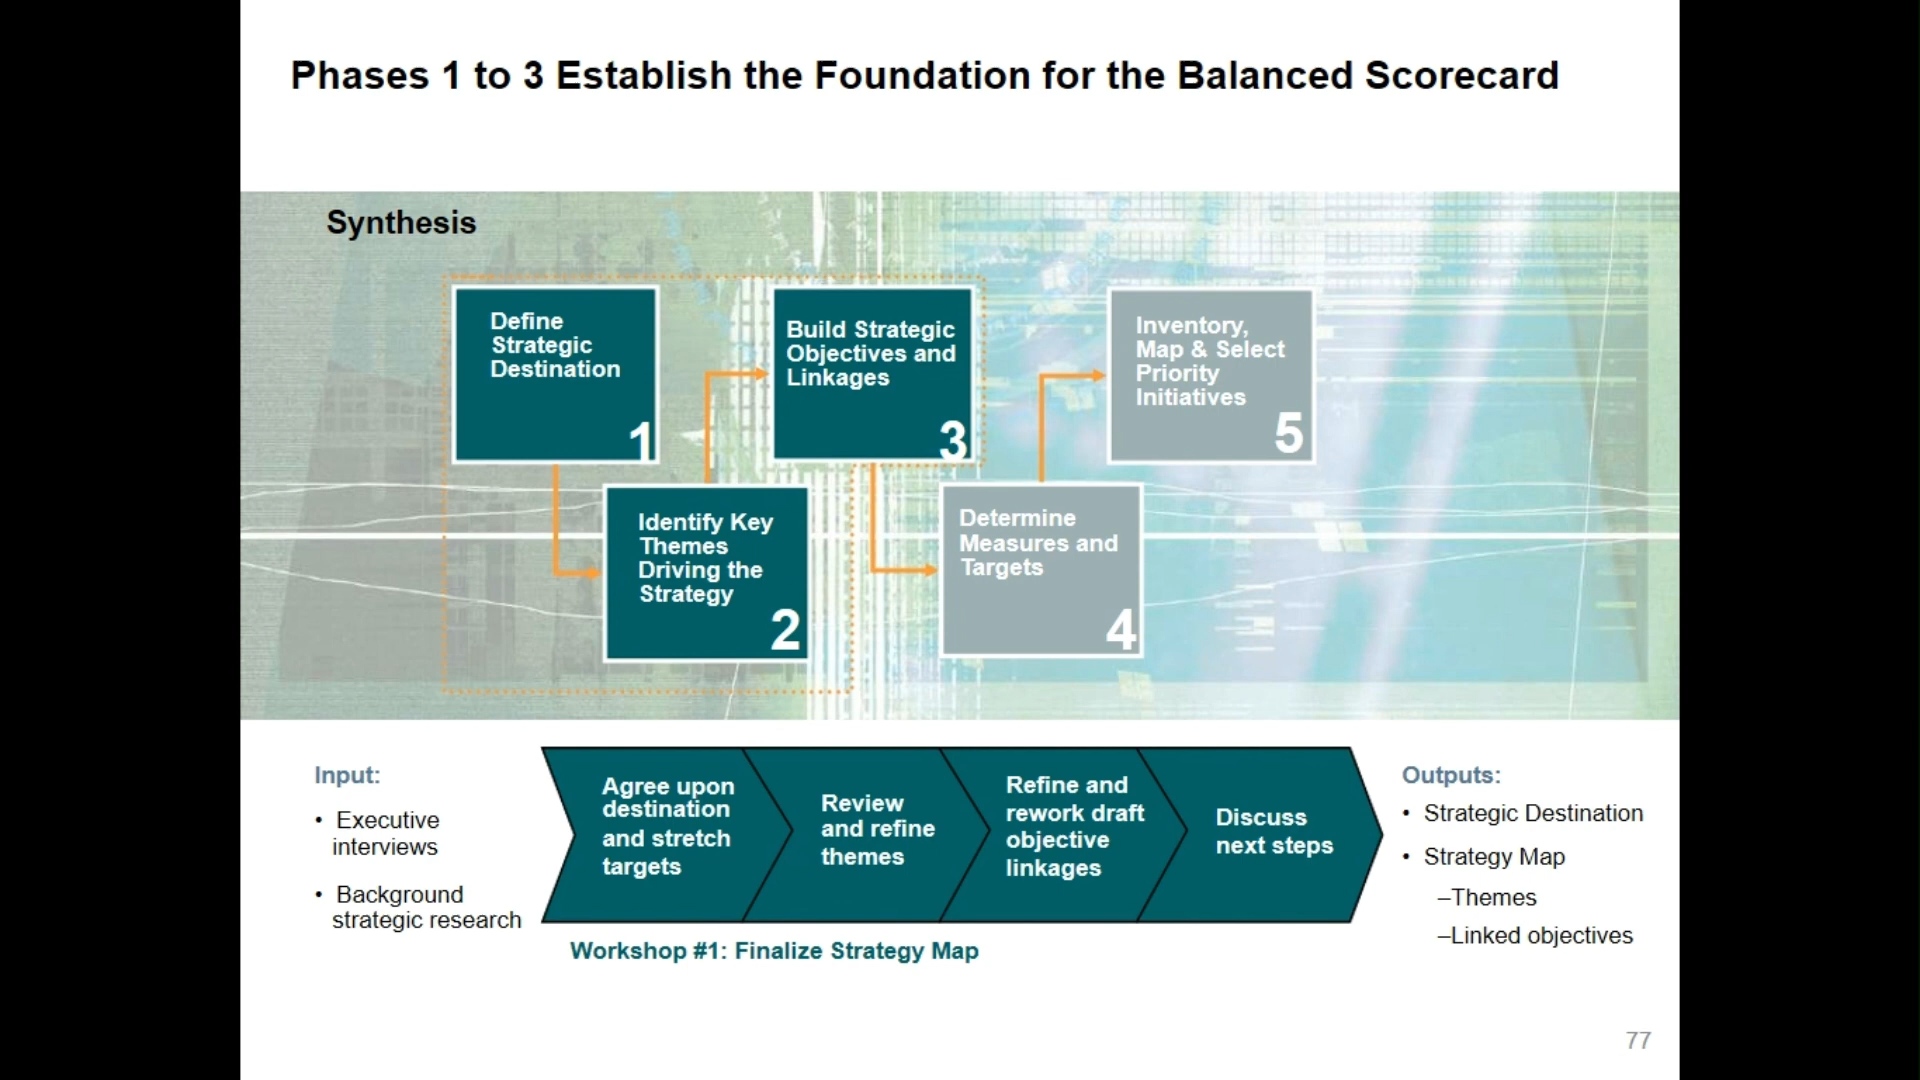 Phases 1 to 3 Establish the Foundation for the Balanced Scorecard
Synthesis
Define
Strategic
Destination
1
Identify Key
Themes
Driving the
Strategy
2
Build Strategic
Objectives and
Linkages
3
Determine
Measures and
Targets
4
Inventory,
Map & Select
Priority
Initiatives
5
Input:
• Executive
interviews
• Background
strategic research
Agree upon
destination
and stretch
targets
Review
and refine
themes
Refine and
rework draft
objective
linkages
Discuss
next steps
Workshop #1: Finalize Strategy Map
Outputs:
• Strategic Destination
• Strategy Map
–Themes
–Linked objectives
77